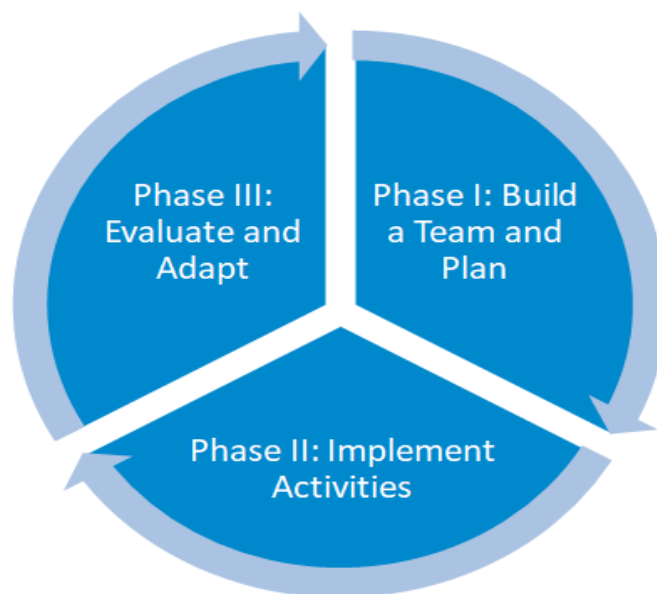 Phase I: Build
a Team and
Plan
Phase II: Implement
Activities
Phase III:
Evaluate and
Adapt